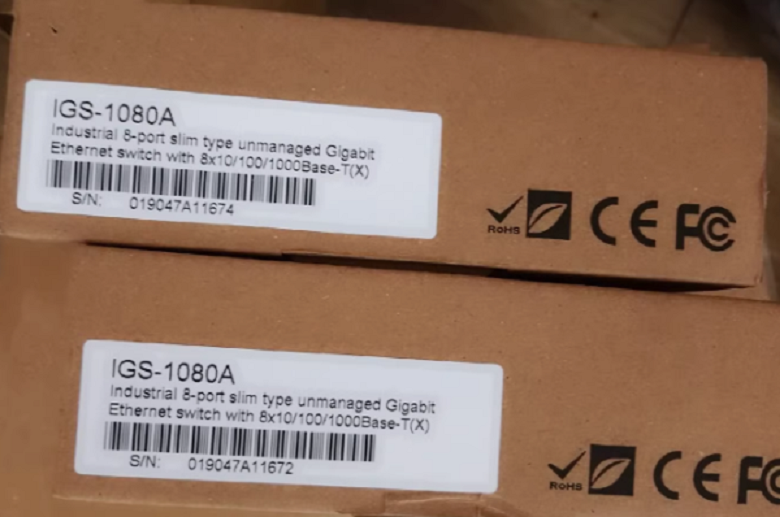 IGS-1080A
Industrial 8-port slim type unmanaged Gigabit
Ethernet switch with 8x10/100/1000Base-T(X)
S/N: 019047A11674
RoHS CE FC
IGS-1080A
Industrial 8-port slim type unmanaged Gigabit
Ethernet switch with 8x10/100/1000Base-T(X)
S/N: 019047A11672
RoHS CE FC